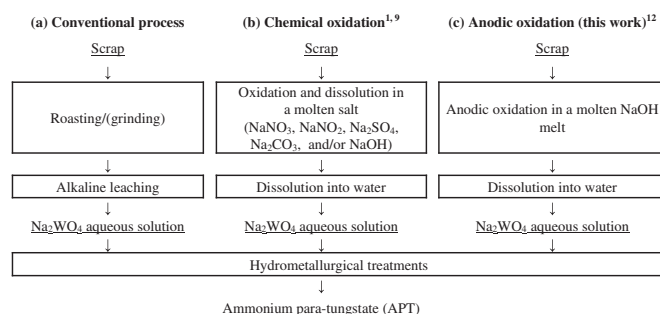 (a) Conventional process (b) Chemical oxidation1, 9 (c) Anodic oxidation (this work)12
Scrap Scrap Scrap
↓ ↓ ↓
Roasting/(grinding)
Oxidation and dissolution in
a molten salt
(NaNO3, NaNO2, Na2SO4,
Na2CO3, and/or NaOH)
Anodic oxidation in a molten NaOH
melt
↓ ↓ ↓
Alkaline leaching Dissolution into water Dissolution into water
↓ ↓ ↓
Na2WO4 aqueous solution Na2WO4 aqueous solution Na2WO4 aqueous solution
↓ ↓ ↓
Hydrometallurgical treatments
↓
Ammonium para-tungstate (APT)